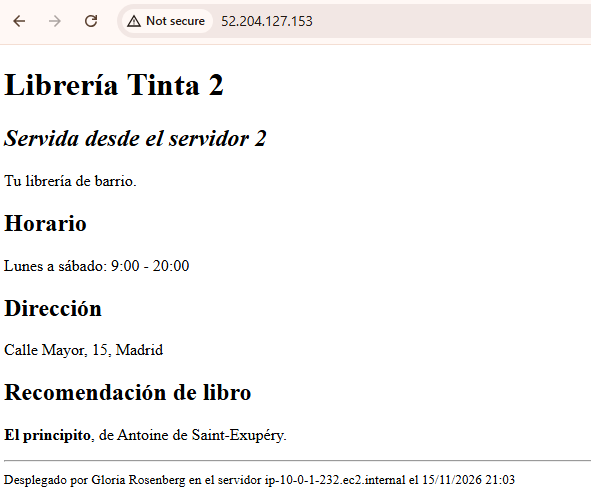 Not secure 52.204.127.153
Librería Tinta 2
Servida desde el servidor 2
Tu librería de barrio.
Horario
Lunes a sábado: 9:00 - 20:00
Dirección
Calle Mayor, 15, Madrid
Recomendación de libro
El principito, de Antoine de Saint-Exupéry.
Desplegado por Gloria Rosenberg en el servidor ip-10-0-1-232.ec2.internal el 15/11/2026 21:03